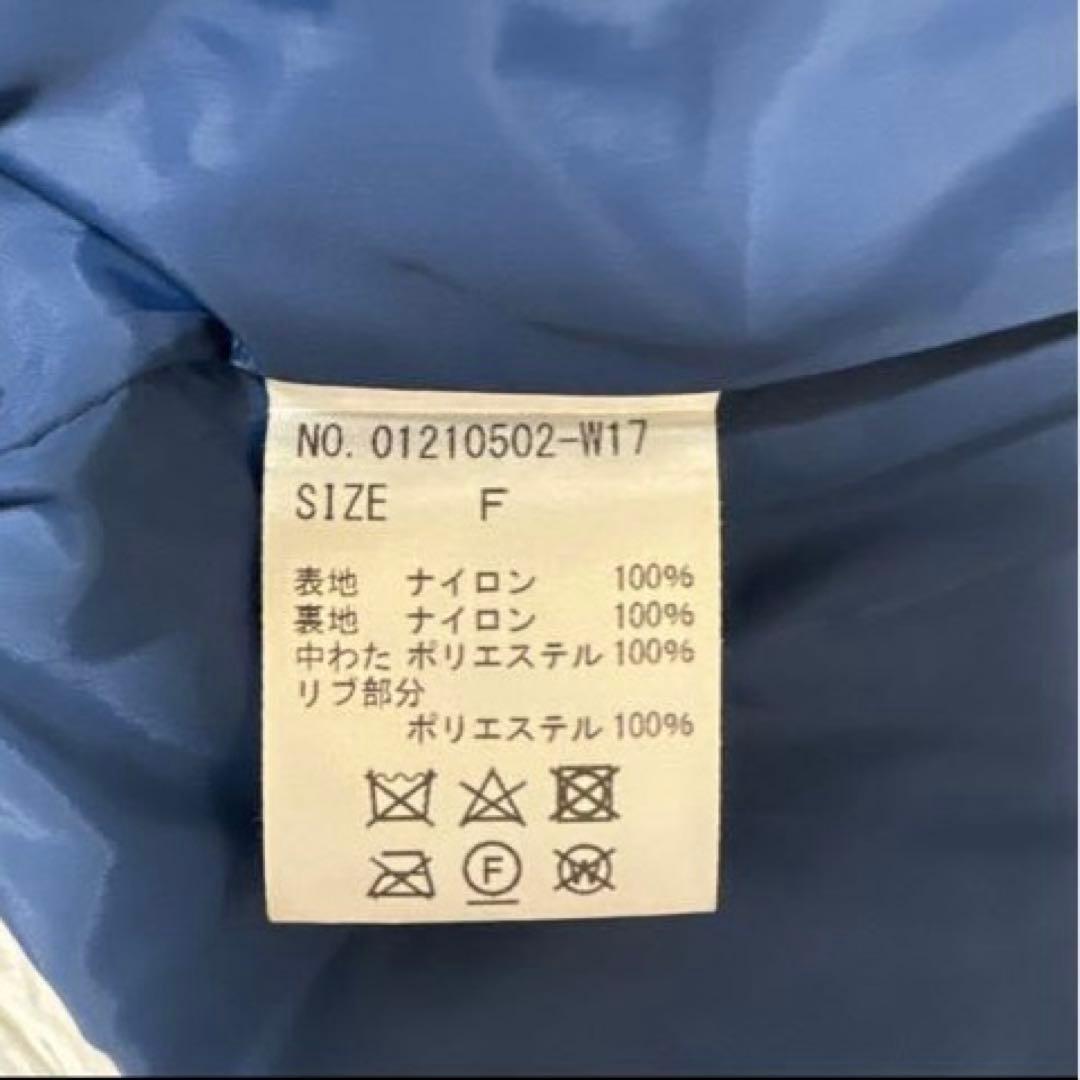 NO. 01210502-W17
SIZE F
表地 ナイロン 100%
裏地 ナイロン 100%
中わた ポリエステル 100%
リブ部分
ポリエステル 100%
F
W